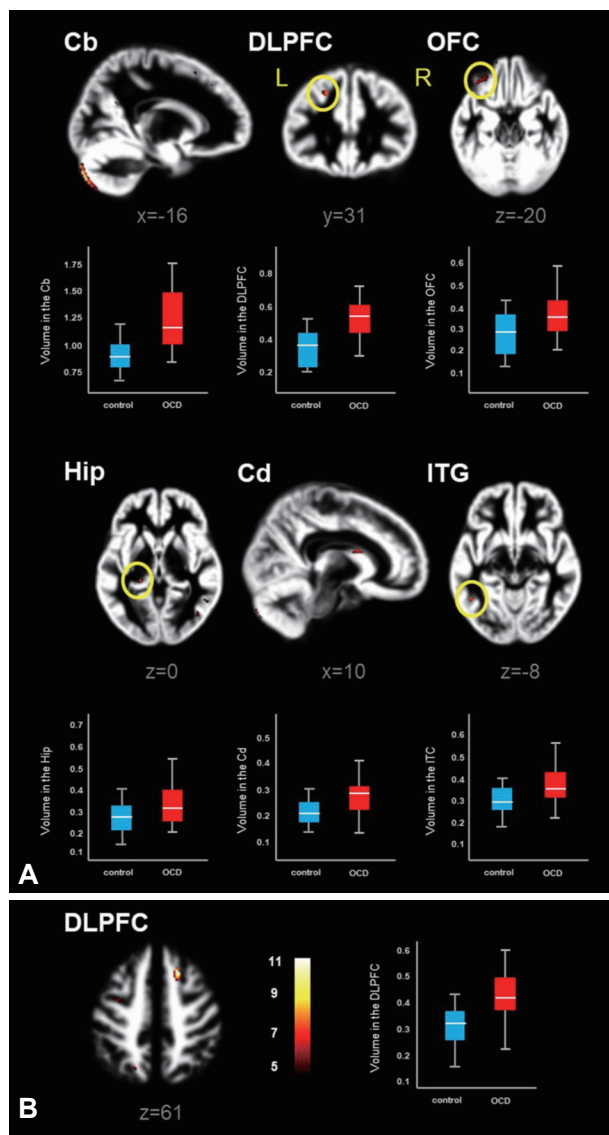 Cb DLPFC OFC
L R
x=-16 y=31 z=-20
Volume in the Cb
1.75
1.50
1.25
1.00
0.75
control OCD
Volume in the DLPFC
0.8
0.6
0.4
0.2
control OCD
Volume in the OFC
0.6
0.5
0.4
0.3
0.2
0.1
control OCD
Hip Cd ITG
z=0 x=10 z=-8
Volume in the Hip
0.7
0.6
0.5
0.4
0.3
0.2
0.1
control OCD
Volume in the Cd
0.5
0.4
0.3
0.2
0.1
control OCD
Volume in the ITC
0.6
0.5
0.4
0.3
0.2
0.1
control OCD
A
DLPFC
11
9
7
5
z=61
Volume in the DLPFC
0.6
0.5
0.4
0.3
0.2
0.1
control OCD
B